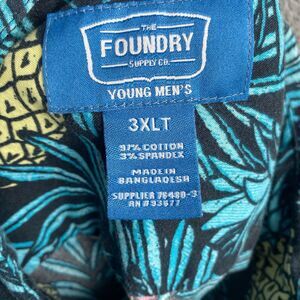 THE
FOUNDRY
SUPPLY CO.
YOUNG MEN'S
3XLT
97% COTTON
3% SPANDEX
MADE IN
BANGLADESH
SUPPLIER 76480-3
RN #93677